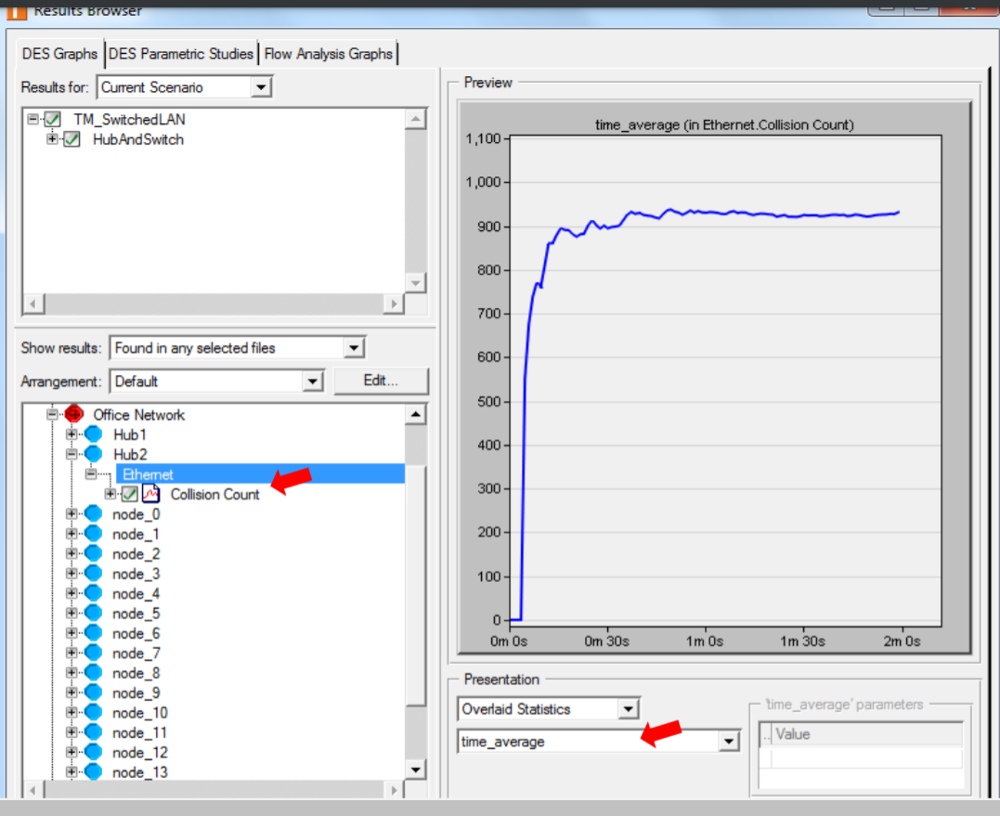 Results Browser
DES Graphs DES Parametric Studies Flow Analysis Graphs
Results for: Current Scenario
TM_SwitchedLAN
HubAndSwitch
Show results: Found in any selected files
Arrangement: Default Edit...
Office Network
Hub1
Hub2
Ethernet
Collision Count
node_0
node_1
node_2
node_3
node_4
node_5
node_6
node_7
node_8
node_9
node_10
node_11
node_12
node_13
Preview
time_average (in Ethernet.Collision Count)
1,100
1,000
900
800
700
600
500
400
300
200
100
0
0m 0s 0m 30s 1m 0s 1m 30s 2m 0s
Presentation
Overlaid Statistics
time_average
'time_average' parameters
.. Value